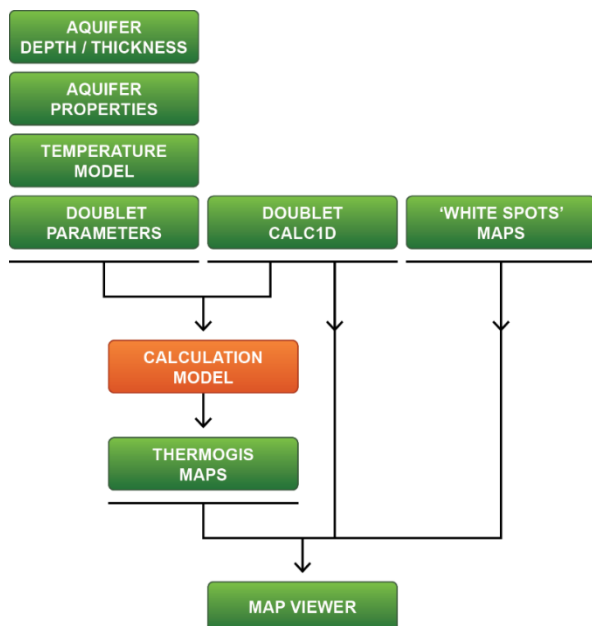 AQUIFER
DEPTH / THICKNESS
AQUIFER
PROPERTIES
TEMPERATURE
MODEL
DOUBLET
PARAMETERS
DOUBLET
CALC1D
‘WHITE SPOTS’
MAPS
CALCULATION
MODEL
THERMOGIS
MAPS
MAP VIEWER